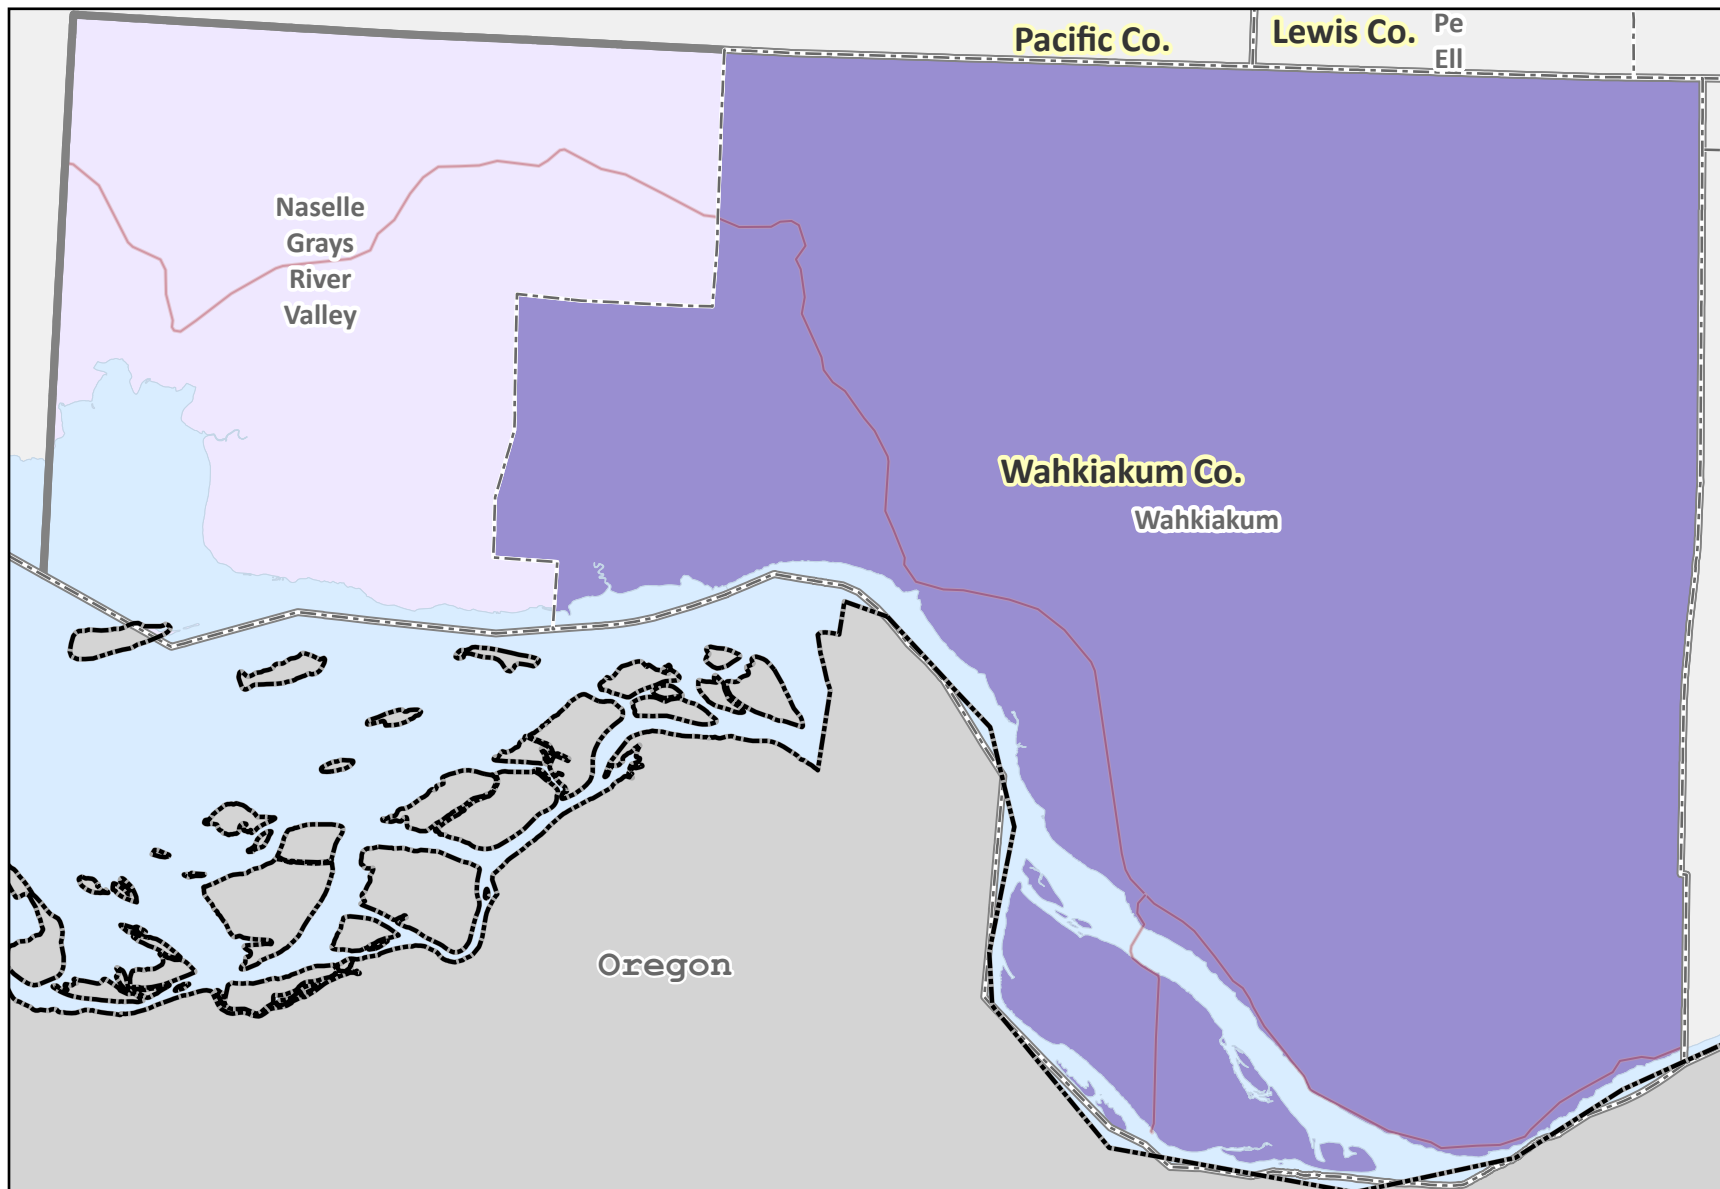 Pacific Co.
Lewis Co.
Pe
Ell
Naselle
Grays
River
Valley
Wahkiakum Co.
Wahkiakum
Oregon